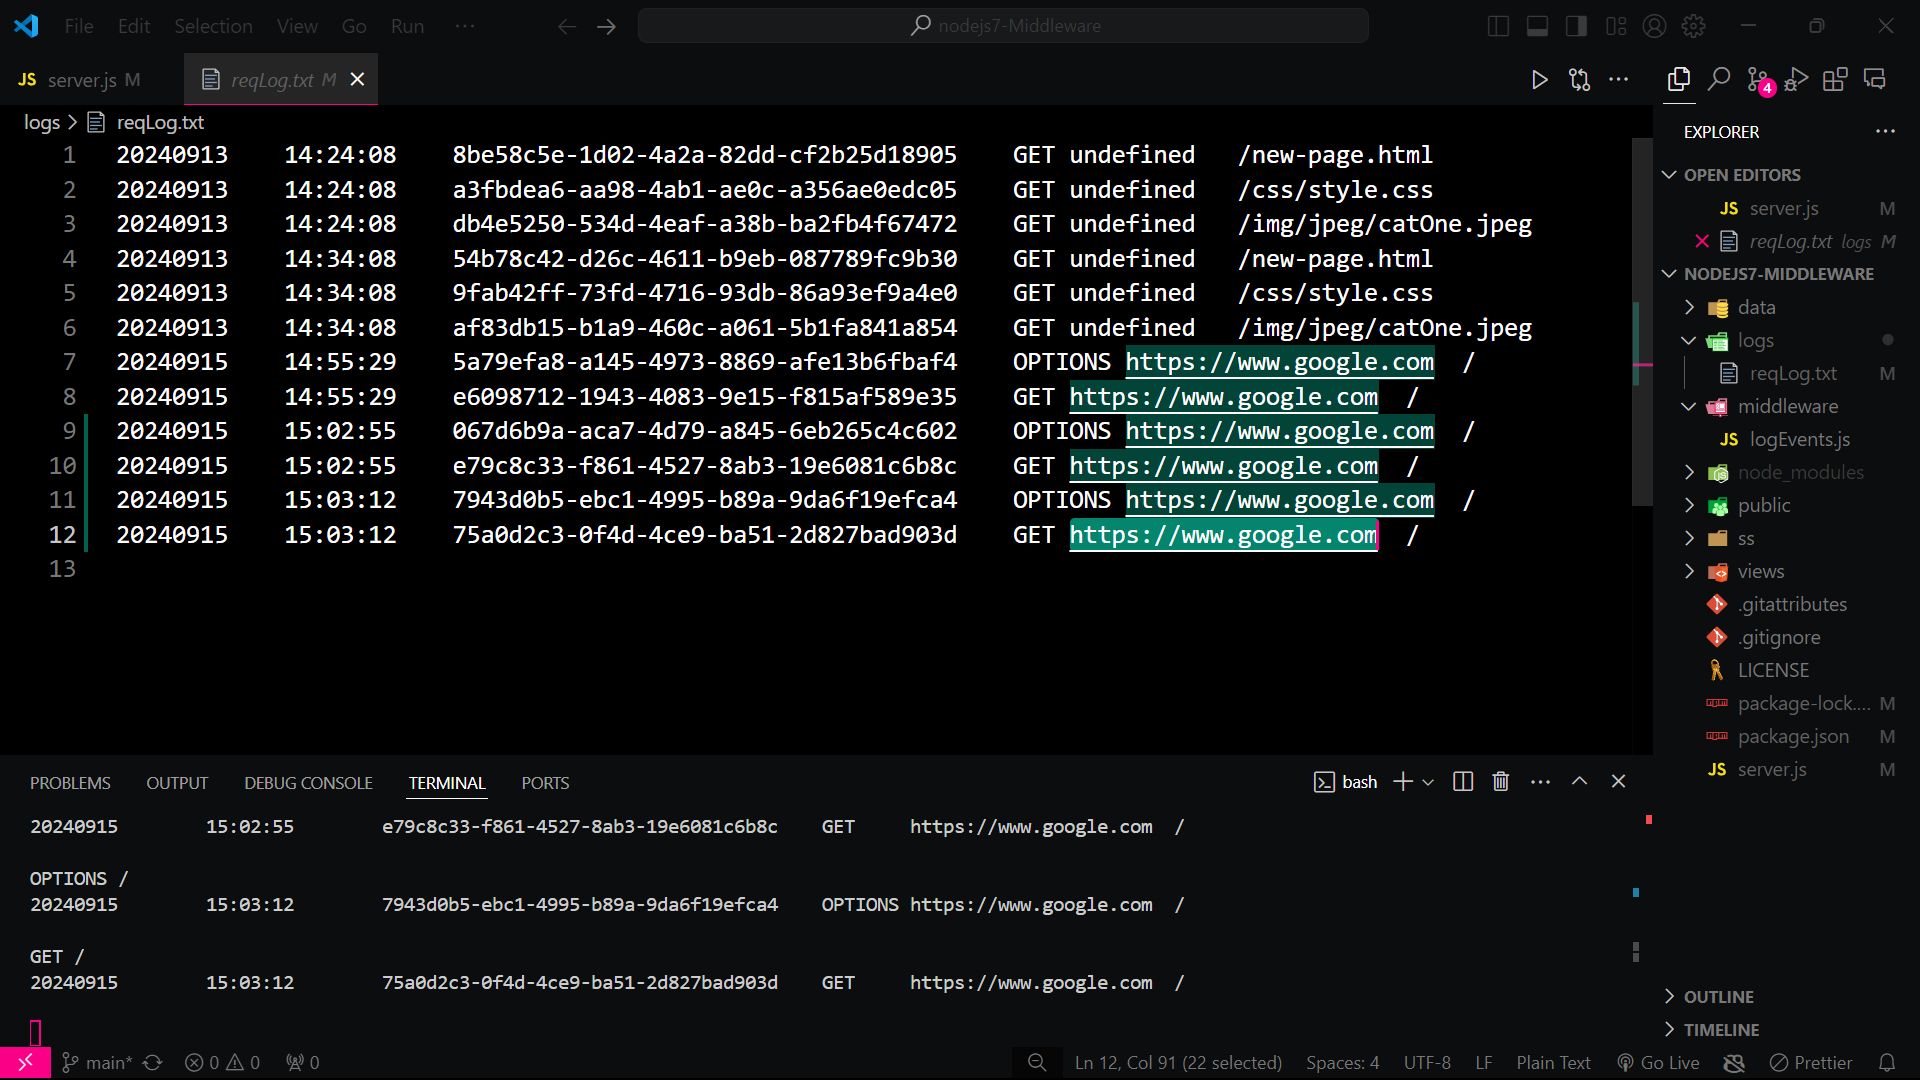 File Edit Selection View Go Run ··· nodejs7-Middleware
JS server.js M reqLog.txt M
logs > reqLog.txt
1 20240913 14:24:08 8be58c5e-1d02-4a2a-82dd-cf2b25d18905 GET undefined /new-page.html
2 20240913 14:24:08 a3fbdea6-aa98-4ab1-ae0c-a356ae0edc05 GET undefined /css/style.css
3 20240913 14:24:08 db4e5250-534d-4eaf-a38b-ba2fb4f67472 GET undefined /img/jpeg/catOne.jpeg
4 20240913 14:34:08 54b78c42-d26c-4611-b9eb-087789fc9b30 GET undefined /new-page.html
5 20240913 14:34:08 9fab42ff-73fd-4716-93db-86a93ef9a4e0 GET undefined /css/style.css
6 20240913 14:34:08 af83db15-b1a9-460c-a061-5b1fa841a854 GET undefined /img/jpeg/catOne.jpeg
7 20240915 14:55:29 5a79efa8-a145-4973-8869-afe13b6fbaf4 OPTIONS https://www.google.com /
8 20240915 14:55:29 e6098712-1943-4083-9e15-f815af589e35 GET https://www.google.com /
9 20240915 15:02:55 067d6b9a-aca7-4d79-a845-6eb265c4c602 OPTIONS https://www.google.com /
10 20240915 15:02:55 e79c8c33-f861-4527-8ab3-19e6081c6b8c GET https://www.google.com /
11 20240915 15:03:12 7943d0b5-ebc1-4995-b89a-9da6f19efca4 OPTIONS https://www.google.com /
12 20240915 15:03:12 75a0d2c3-0f4d-4ce9-ba51-2d827bad903d GET https://www.google.com /
13
PROBLEMS OUTPUT DEBUG CONSOLE TERMINAL PORTS bash
20240915 15:02:55 e79c8c33-f861-4527-8ab3-19e6081c6b8c GET https://www.google.com /
OPTIONS /
20240915 15:03:12 7943d0b5-ebc1-4995-b89a-9da6f19efca4 OPTIONS https://www.google.com /
GET /
20240915 15:03:12 75a0d2c3-0f4d-4ce9-ba51-2d827bad903d GET https://www.google.com /
4
EXPLORER
OPEN EDITORS
JS server.js M
reqLog.txt logs M
NODEJS7-MIDDLEWARE
data
logs
reqLog.txt M
middleware
JS logEvents.js
node_modules
public
ss
views
.gitattributes
.gitignore
LICENSE
package-lock.... M
package.json M
JS server.js M
OUTLINE
TIMELINE
main* 0 0 0 Ln 12, Col 91 (22 selected) Spaces: 4 UTF-8 LF Plain Text Go Live Prettier